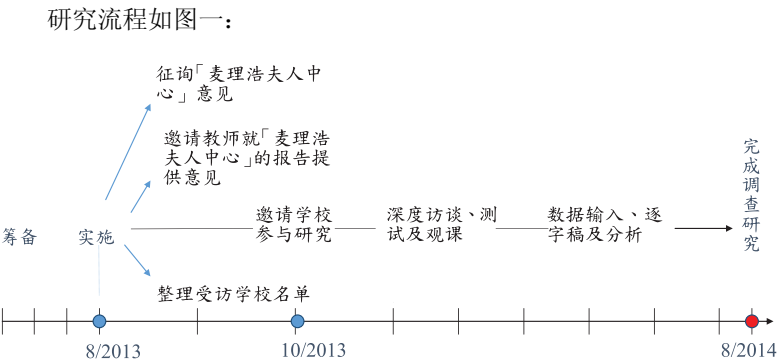 研究流程如图一：
征询「麦理浩夫人中
心」意见
邀请教师就「麦理浩
夫人中心」的报告提
供意见
筹备
实施
邀请学校
参与研究
深度访谈、测
试及观课
数据输入、逐
字稿及分析
完成调查研究
整理受访学校名单
8/2013
10/2013
8/2014